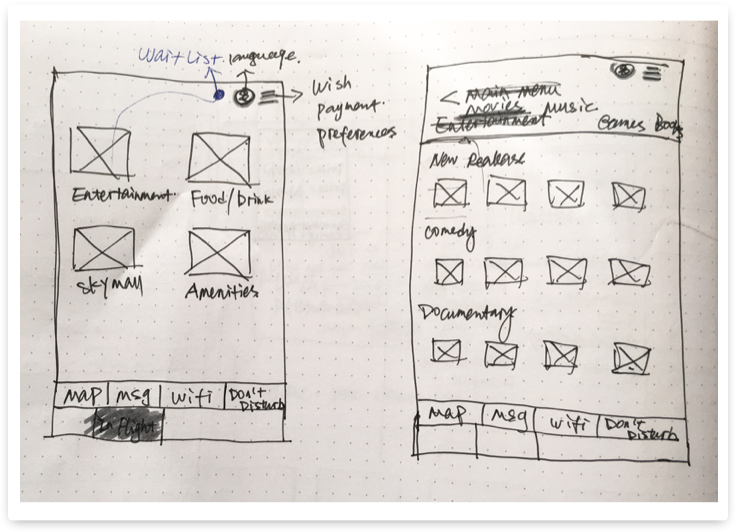 Wait List. language.
Wish
payment.
preferences
Entertainment. Food/Drink
Skymall Amenities
map msg wifi Don't
Disturb
In flight
< Main menu
movies music
Entertainment Games Books
New Realease
comedy
Documentary
map msg wifi Don't
Disturb